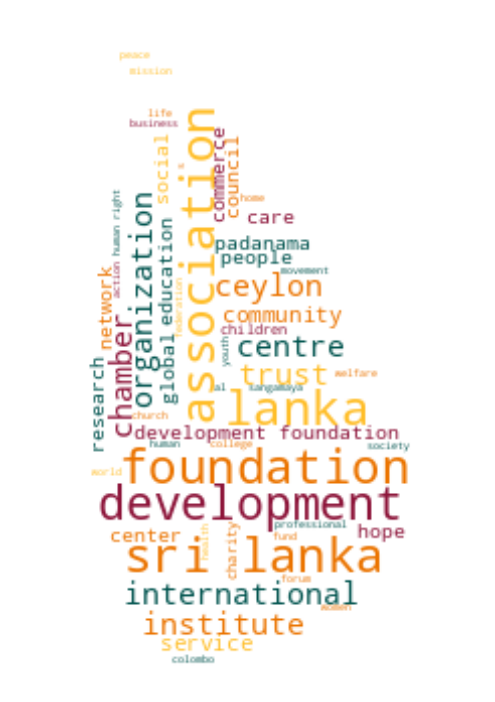 peace
mission
life
business
association
commerce
council
social
home
care
human right
organization
padanama
people
education
movement
action
network
global
federation
ceylon
community
children
chamber
youth
centre
research
trust
welfare
al
sangamaya
lanka
church
development foundation
human
college
society
world
foundation
development
professional
center
health
charity
fund
hope
sri lanka
forum
international
women
institute
service
colombo